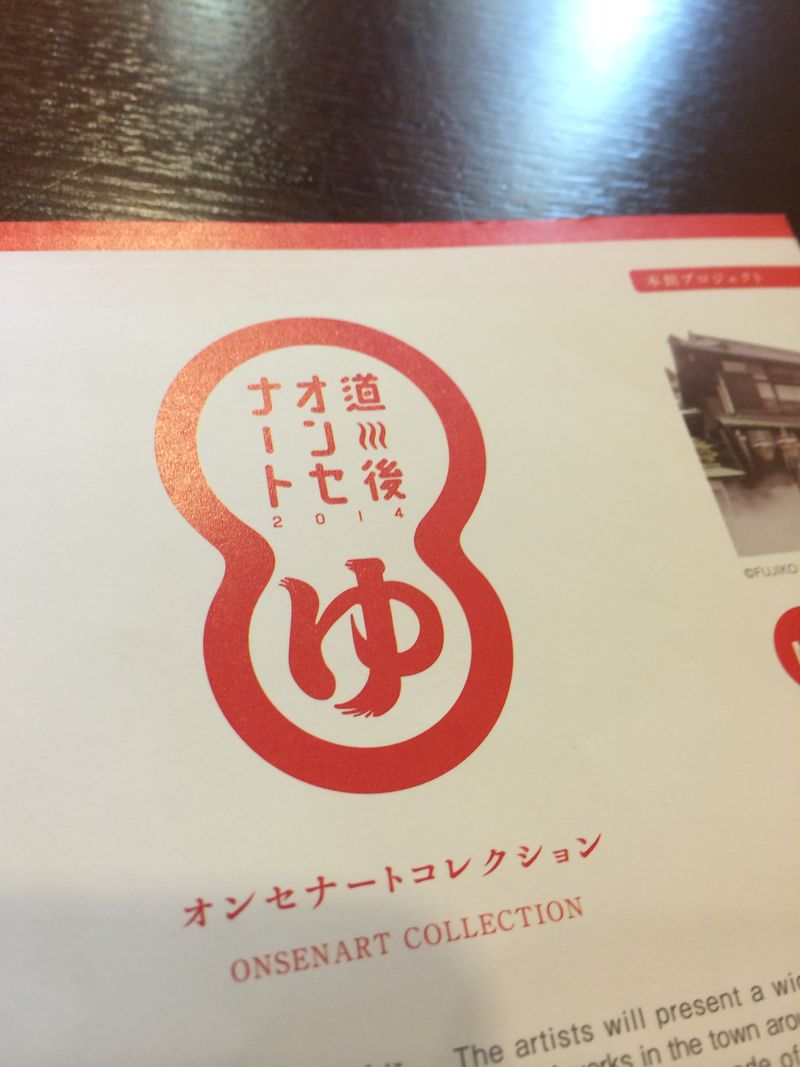 本館プロジェクト
道後
オンセ
ナート
2014
ゆ
©FUJIKO
オンセナートコレクション
ONSENART COLLECTION
The artists will present a
works in the town
of